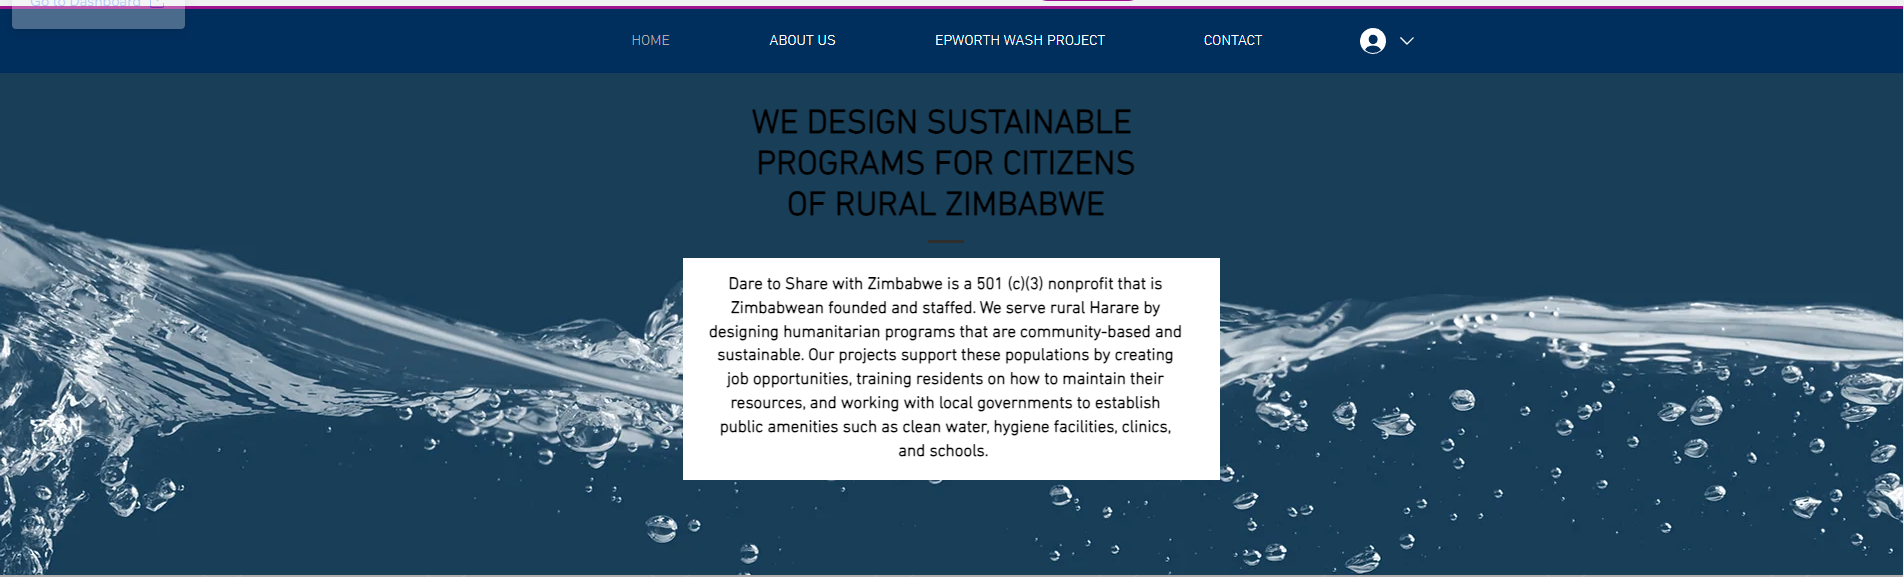 Go to Dashboard
HOME ABOUT US EPWORTH WASH PROJECT CONTACT
WE DESIGN SUSTAINABLE
PROGRAMS FOR CITIZENS
OF RURAL ZIMBABWE
Dare to Share with Zimbabwe is a 501 (c)(3) nonprofit that is
Zimbabwean founded and staffed. We serve rural Harare by
designing humanitarian programs that are community-based and
sustainable. Our projects support these populations by creating
job opportunities, training residents on how to maintain their
resources, and working with local governments to establish
public amenities such as clean water, hygiene facilities, clinics,
and schools.